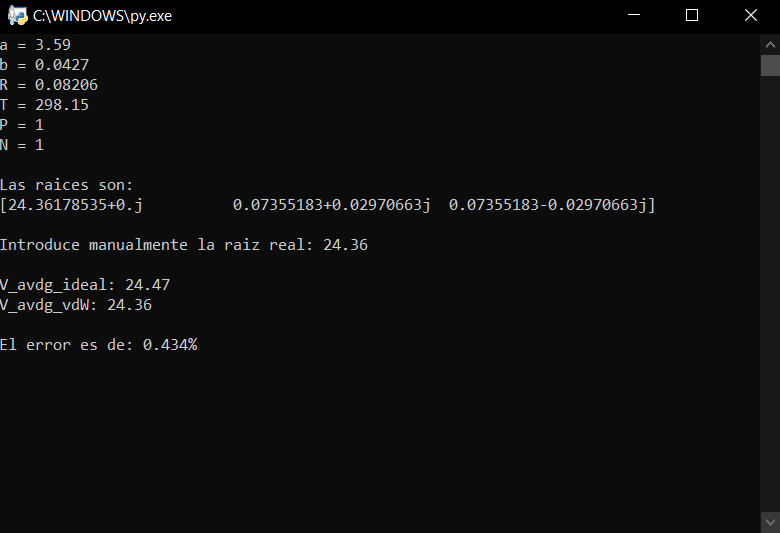 C:\WINDOWS\py.exe
a = 3.59
b = 0.0427
R = 0.08206
T = 298.15
P = 1
N = 1
Las raices son:
[24.36178535+0.j          0.07355183+0.02970663j  0.07355183-0.02970663j]
Introduce manualmente la raiz real: 24.36
V_avdg_ideal: 24.47
V_avdg_vdW: 24.36
El error es de: 0.434%